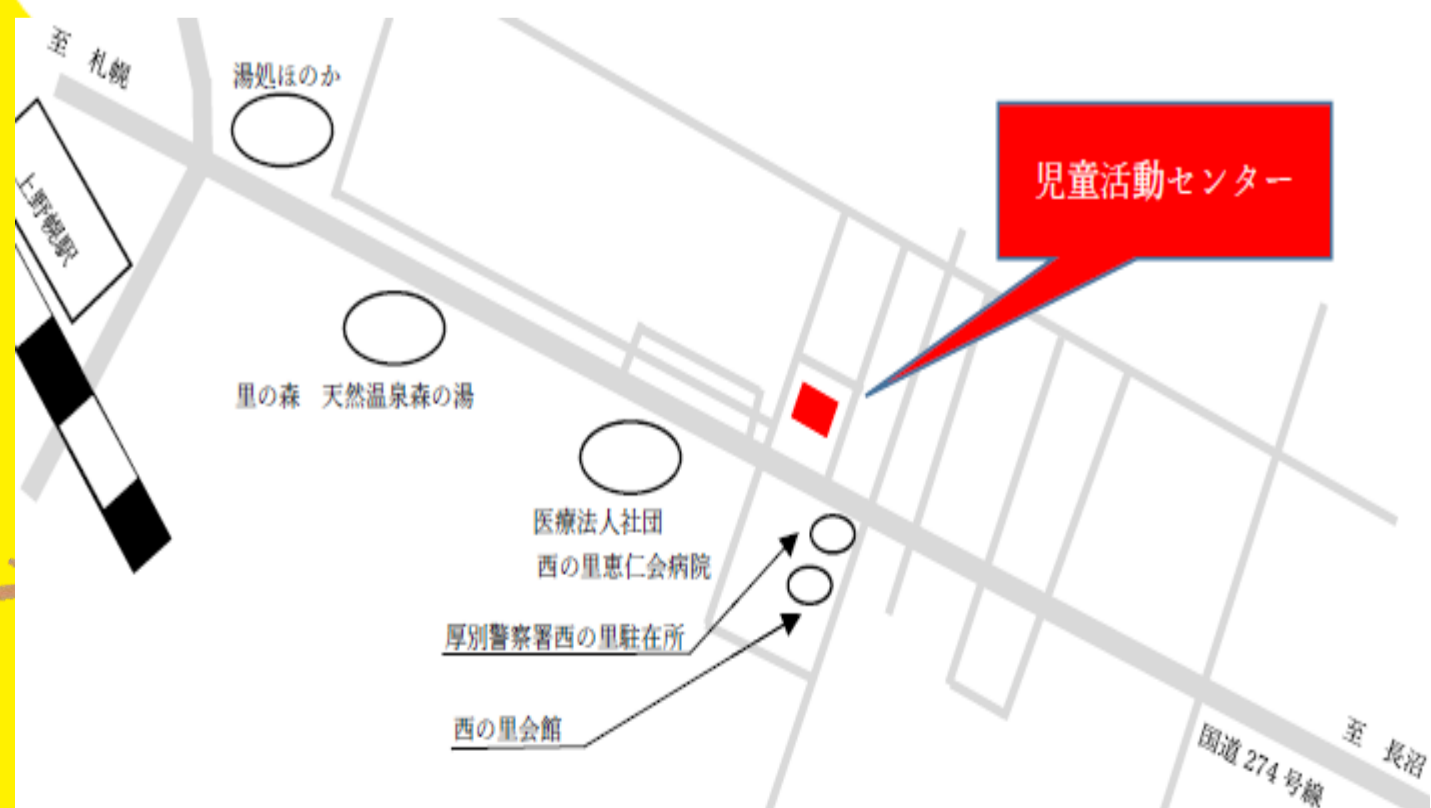 至 札幌
湯処ほのか
上野幌駅
児童活動センター
里の森 天然温泉森の湯
医療法人社団
西の里恵仁会病院
厚別警察署西の里駐在所
西の里会館
国道 274 号線
至 長沼